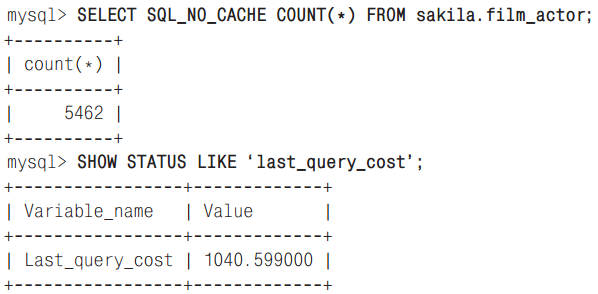 mysql> SELECT SQL_NO_CACHE COUNT(*) FROM sakila.film_actor;
+----------+
| count(*) |
+----------+
|     5462 |
+----------+
mysql> SHOW STATUS LIKE ‘last_query_cost’;
+-----------------+-------------+
| Variable_name   | Value       |
+-----------------+-------------+
| Last_query_cost | 1040.599000 |
+-----------------+-------------+